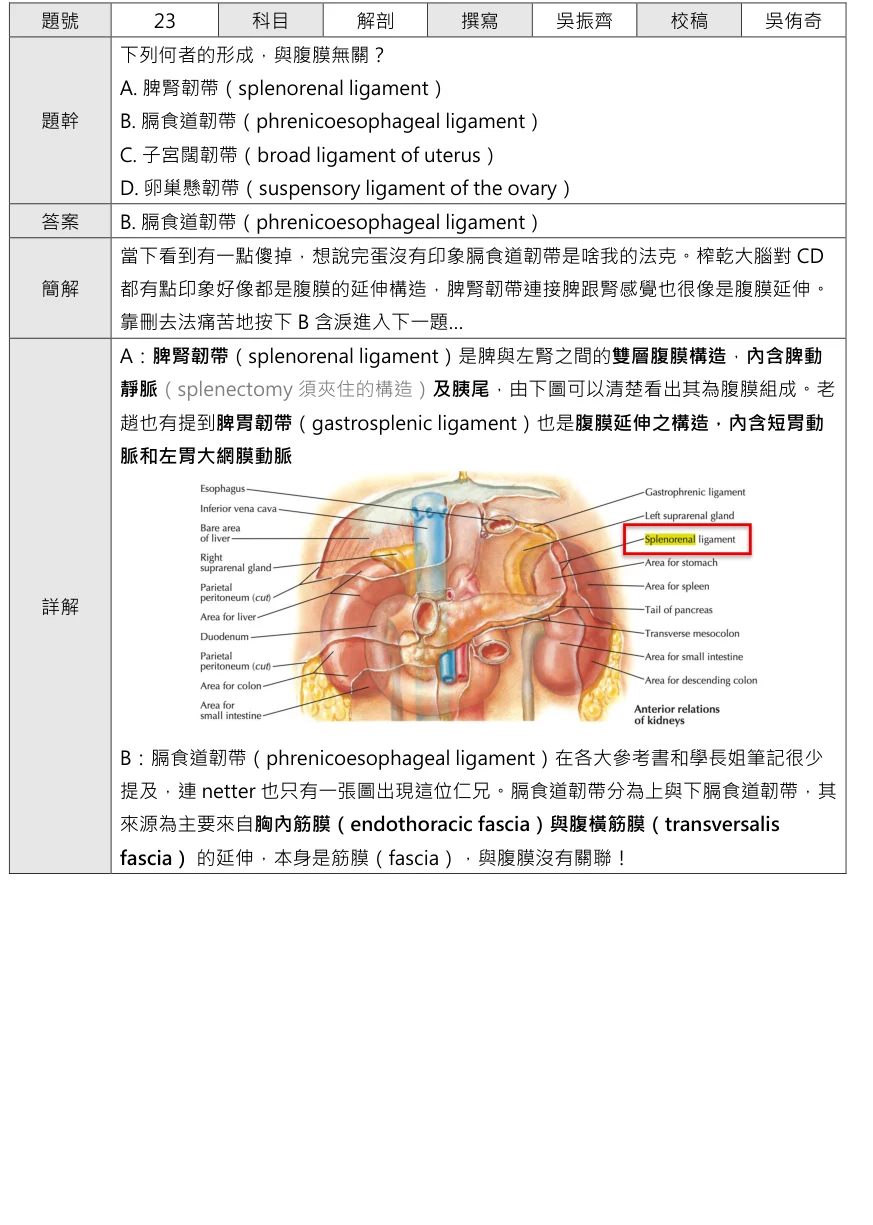 題號 23 科目 解剖 撰寫 吳振齊 校稿 吳侑奇
題幹
下列何者的形成，與腹膜無關？
A. 脾腎韌帶（splenorenal ligament）
B. 膈食道韌帶（phrenicoesophageal ligament）
C. 子宮闊韌帶（broad ligament of uterus）
D. 卵巢懸韌帶（suspensory ligament of the ovary）
答案 B. 膈食道韌帶（phrenicoesophageal ligament）
簡解
當下看到有一點傻掉，想說完蛋沒有印象膈食道韌帶是啥我的法克。榨乾大腦對 CD
都有點印象好像都是腹膜的延伸構造，脾腎韌帶連接脾跟腎感覺也很像是腹膜延伸。
靠刪去法痛苦地按下 B 含淚進入下一題…
詳解
A：脾腎韌帶（splenorenal ligament）是脾與左腎之間的雙層腹膜構造，內含脾動
靜脈（splenectomy 須夾住的構造）及胰尾，由下圖可以清楚看出其為腹膜組成。老
趙也有提到脾胃韌帶（gastrosplenic ligament）也是腹膜延伸之構造，內含短胃動
脈和左胃大網膜動脈
Esophagus
Inferior vena cava
Bare area
of liver
Right
suprarenal gland
Parietal
peritoneum (cut)
Area for liver
Duodenum
Parietal
peritoneum (cut)
Area for colon
Area for
small intestine
Gastrophrenic ligament
Left suprarenal gland
Splenorenal ligament
Area for stomach
Area for spleen
Tail of pancreas
Transverse mesocolon
Area for small intestine
Area for descending colon
Anterior relations
of kidneys
B：膈食道韌帶（phrenicoesophageal ligament）在各大參考書和學長姐筆記很少
提及，連 netter 也只有一張圖出現這位仁兄。膈食道韌帶分為上與下膈食道韌帶，其
來源為主要來自胸內筋膜（endothoracic fascia）與腹橫筋膜（transversalis
fascia） 的延伸，本身是筋膜（fascia），與腹膜沒有關聯！